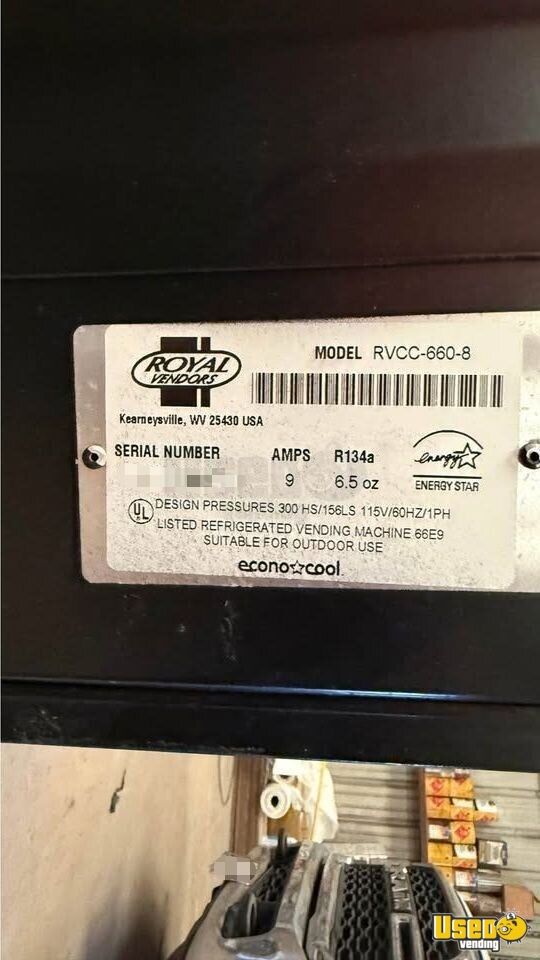 ROYAL
VENDORS
MODEL RVCC-660-8
Kearneysville, WV 25430 USA
SERIAL NUMBER AMPS R134a
9 6.5 oz
energy
ENERGY STAR
UL DESIGN PRESSURES 300 HS/156LS 115V/60HZ/1PH
LISTED REFRIGERATED VENDING MACHINE 66E9
SUITABLE FOR OUTDOOR USE
econo cool
Used
vending